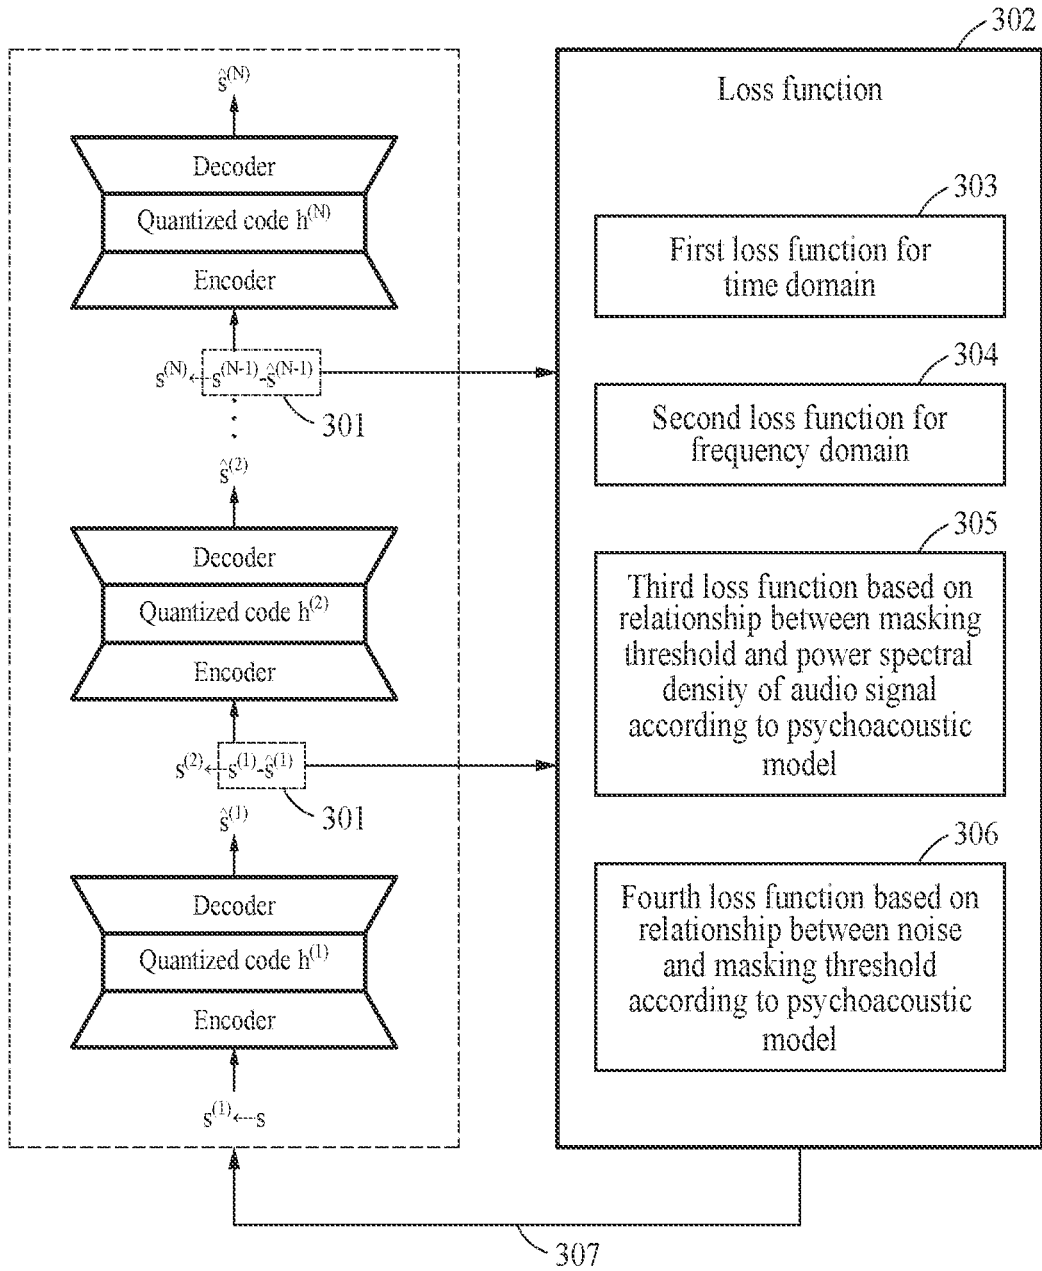 302
Loss function
ŝ(N)
Decoder
Quantized code h(N)
Encoder
s(N)←s(N-1)-ŝ(N-1)
301
ŝ(2)
Decoder
Quantized code h(2)
Encoder
s(2)←s(1)-ŝ(1)
301
ŝ(1)
Decoder
Quantized code h(1)
Encoder
s(1)←s
303
First loss function for
time domain
304
Second loss function for
frequency domain
305
Third loss function based on
relationship between masking
threshold and power spectral
density of audio signal
according to psychoacoustic
model
306
Fourth loss function based on
relationship between noise
and masking threshold
according to psychoacoustic
model
307